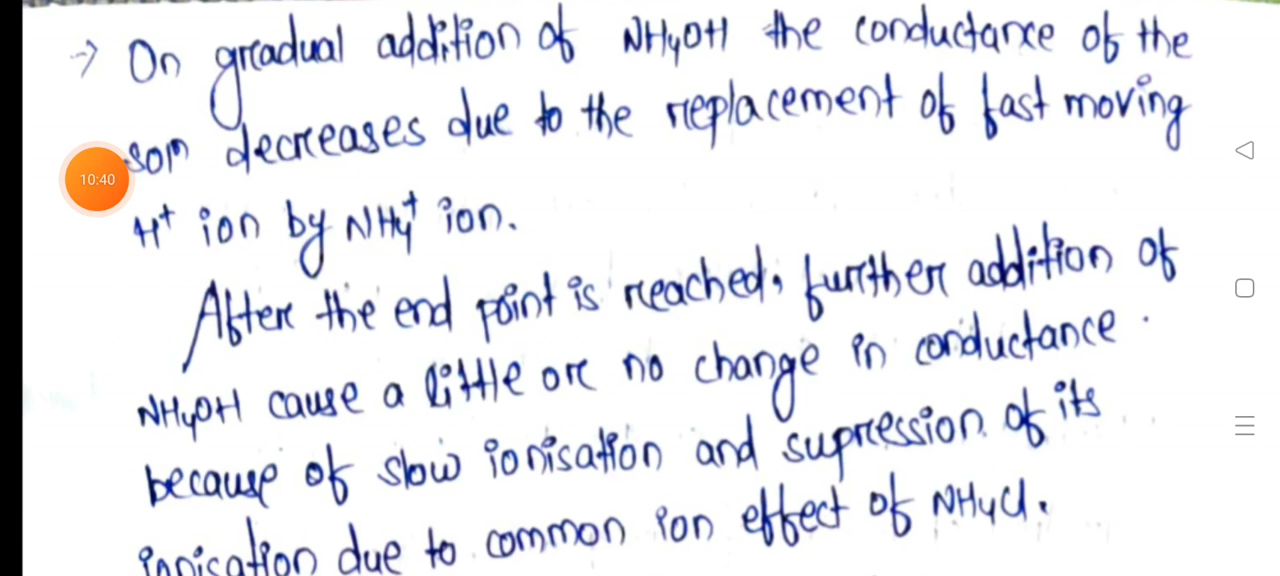 → On gradual addition of NH4OH the conductance of the
soln decreases due to the replacement of fast moving
10:40
H+ ion by NH4+ ion.
After the end point is reached, further addition of
NH4OH cause a little or no change in conductance.
because of slow ionisation and supression of its
ionisation due to common ion effect of NH4Cl.